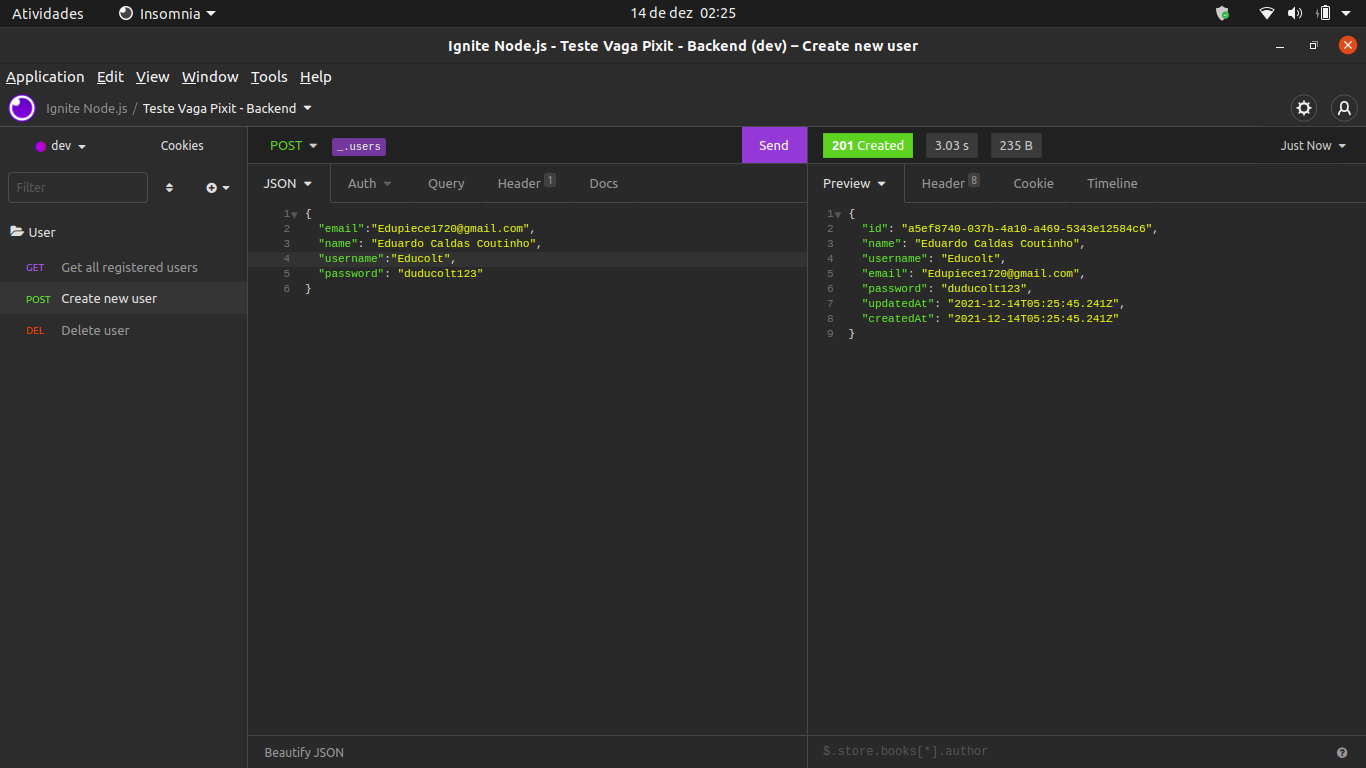 Atividades Insomnia 14 de dez 02:25
Ignite Node.js - Teste Vaga Pixit - Backend (dev) – Create new user
Application Edit View Window Tools Help
Ignite Node.js / Teste Vaga Pixit - Backend
dev Cookies
Filter
User
GET Get all registered users
POST Create new user
DEL Delete user
POST _.users Send
JSON Auth Query Header 1 Docs
1 {
2 "email":"Edupiece1720@gmail.com",
3 "name": "Eduardo Caldas Coutinho",
4 "username":"Educolt",
5 "password": "duducolt123"
6 }
Beautify JSON
201 Created 3.03 s 235 B Just Now
Preview Header 8 Cookie Timeline
1 {
2 "id": "a5ef8740-037b-4a10-a469-5343e12584c6",
3 "name": "Eduardo Caldas Coutinho",
4 "username": "Educolt",
5 "email": "Edupiece1720@gmail.com",
6 "password": "duducolt123",
7 "updatedAt": "2021-12-14T05:25:45.241Z",
8 "createdAt": "2021-12-14T05:25:45.241Z"
9 }
$.store.books[*].author